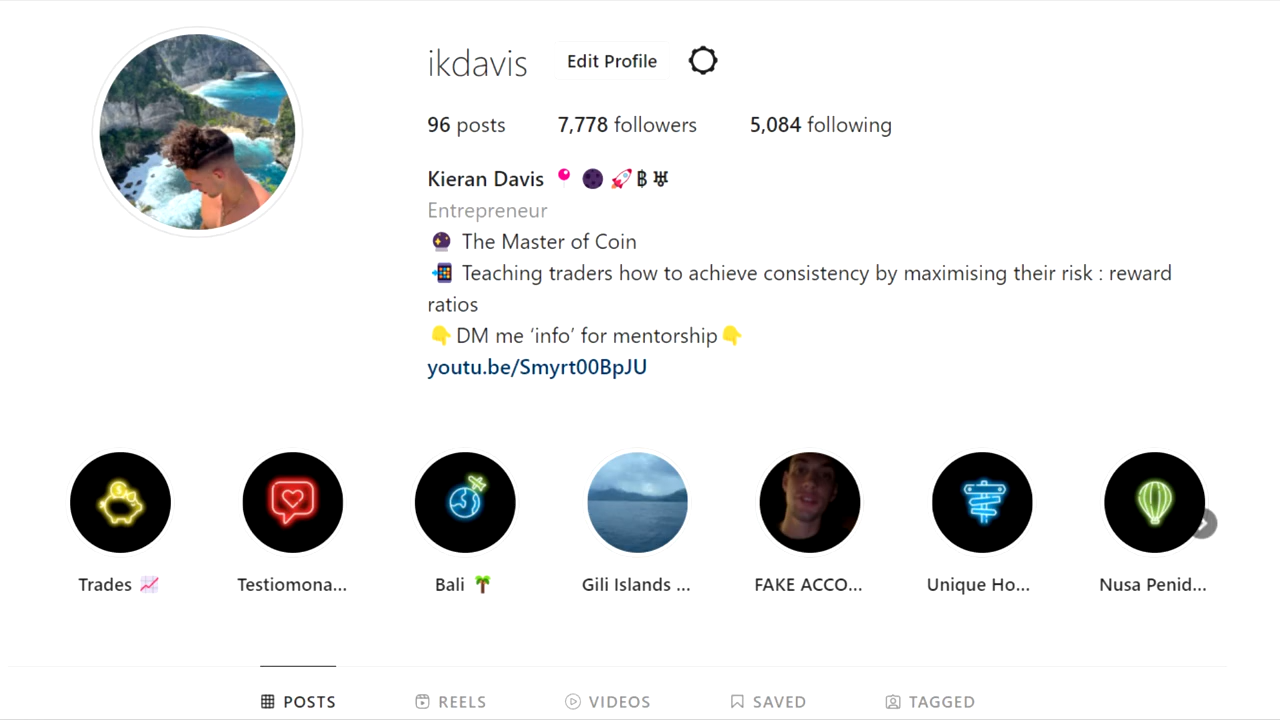 ikdavis Edit Profile
96 posts 7,778 followers 5,084 following
Kieran Davis
Entrepreneur
The Master of Coin
Teaching traders how to achieve consistency by maximising their risk : reward
ratios
DM me ‘info’ for mentorship
youtu.be/Smyrt00BpJU
Trades Testiomona... Bali Gili Islands ... FAKE ACCO... Unique Ho... Nusa Penid...
POSTS REELS VIDEOS SAVED TAGGED